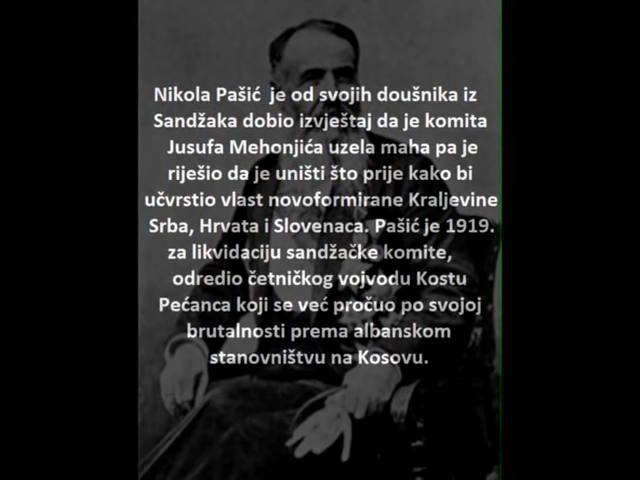 Nikola Pašić je od svojih doušnika iz
Sandžaka dobio izvještaj da je komita
Jusufa Mehonjića uzela maha pa je
riješio da je uništi što prije kako bi
učvrstio vlast novoformirane Kraljevine
Srba, Hrvata i Slovenaca. Pašić je 1919.
za likvidaciju sandžačke komite,
odredio četničkog vojvodu Kostu
Pećanca koji se već pročuo po svojoj
brutalnosti prema albanskom
stanovništvu na Kosovu.